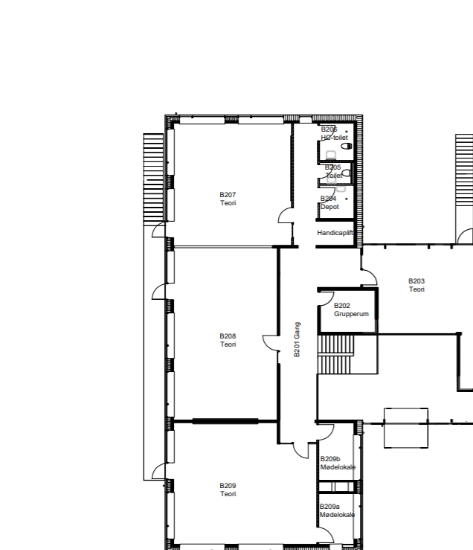 B206
HC-toilet
B205
Toilet
B207
Teori
B204
Depot
Handicaplift
B203
Teori
B202
Grupperum
B208
Teori
B201 Gang
B209b
Mødelokale
B209
Teori
B209a
Mødelokale